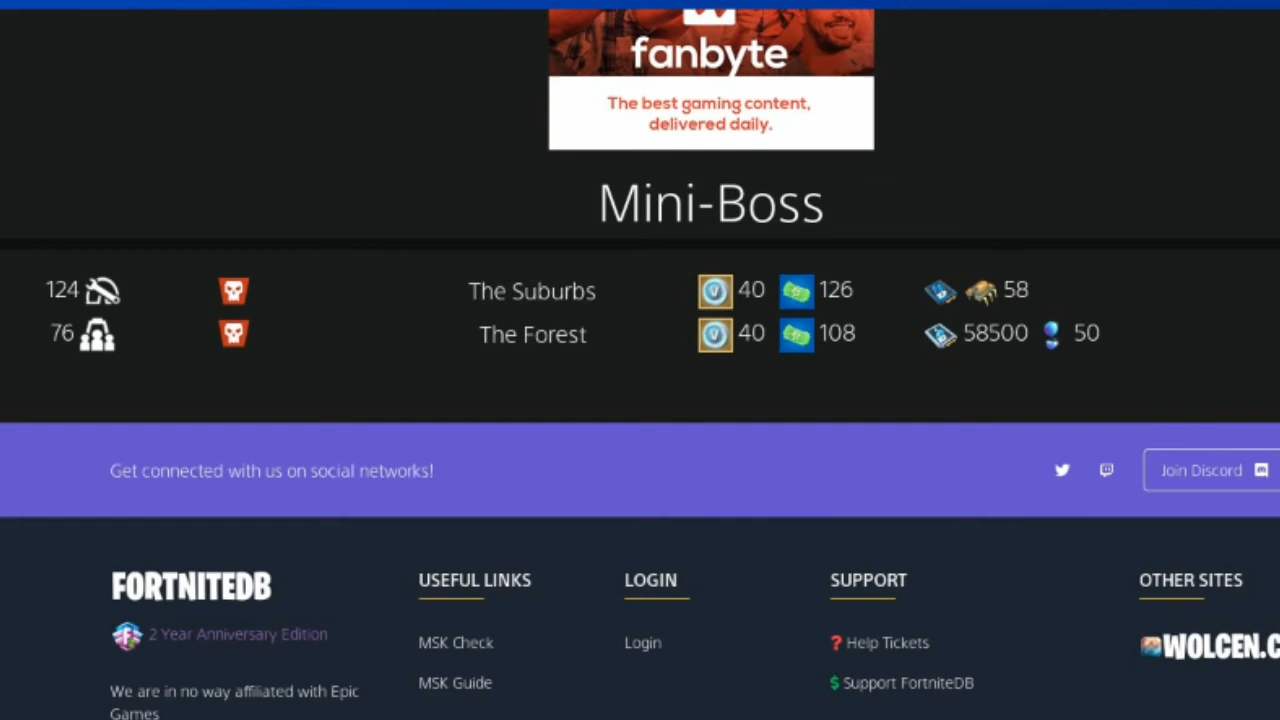 fanbyte
The best gaming content,
delivered daily.
Mini-Boss
124 The Suburbs 40 126 58
76 The Forest 40 108 58500 50
Get connected with us on social networks!
Join Discord
FORTNITEDB
2 Year Anniversary Edition
We are in no way affiliated with Epic
Games
USEFUL LINKS
MSK Check
MSK Guide
LOGIN
Login
SUPPORT
? Help Tickets
$ Support FortniteDB
OTHER SITES
WOLCEN.C